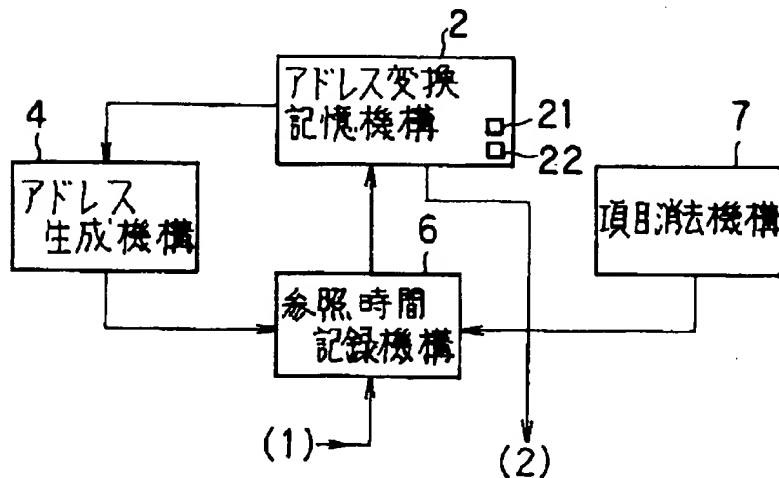 2
アドレス変換
記憶機構
21
22
4
アドレス
生成機構
7
項目消去機構
6
参照時間
記録機構
(1)
(2)